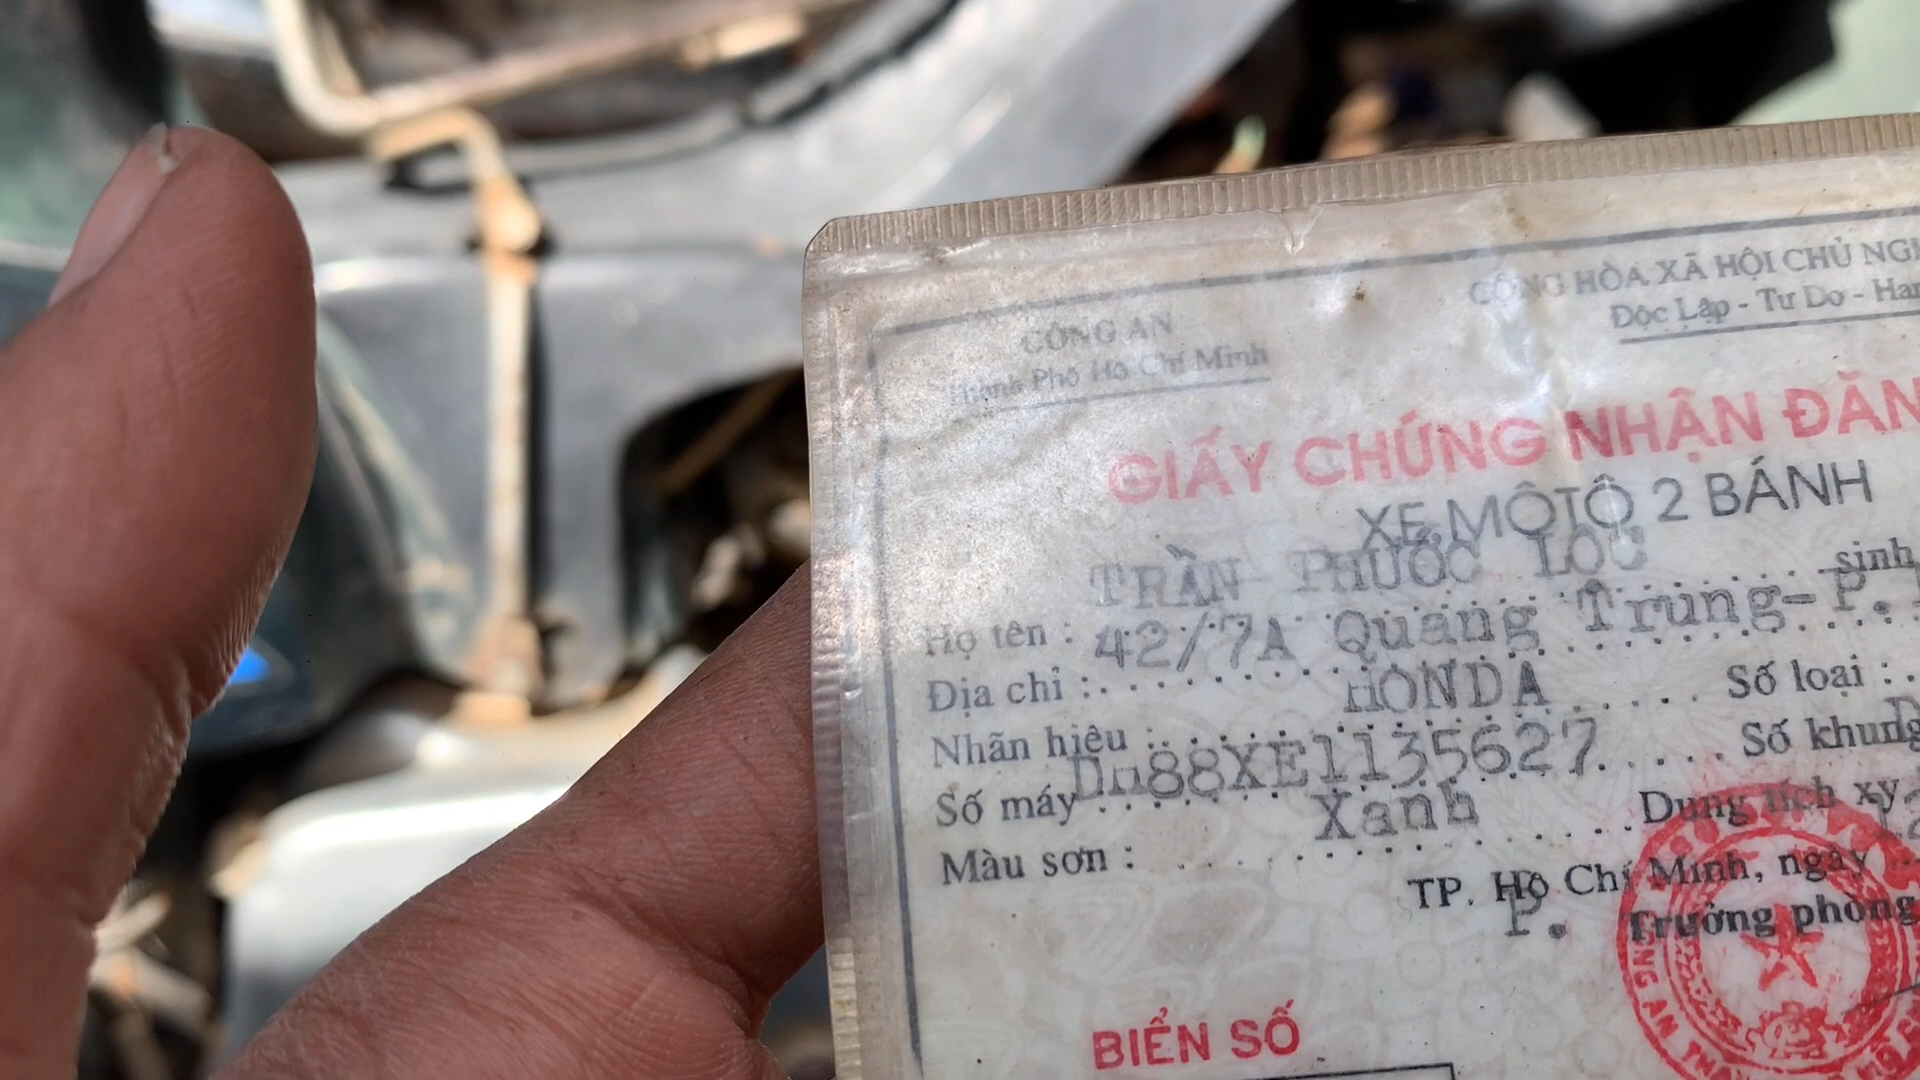 CÔNG AN
Thành Phố Hồ Chí Minh
CỘNG HÒA XÃ HỘI CHỦ NGH
Độc Lập - Tự Do - Hạn
GIẤY CHỨNG NHẬN ĐĂN
XE MÔTÔ 2 BÁNH
Họ tên : TRẦN PHƯỚC LỘC sinh
Địa chỉ : 42/7A Quang Trung-P.
Nhãn hiệu : HONDA Số loại :
Số máy Dn88XE1135627 Số khung
Màu sơn : Xanh Dung tích xy 12
TP. Hồ Chí Minh, ngày
P. Trưởng phòng
BIỂN SỐ